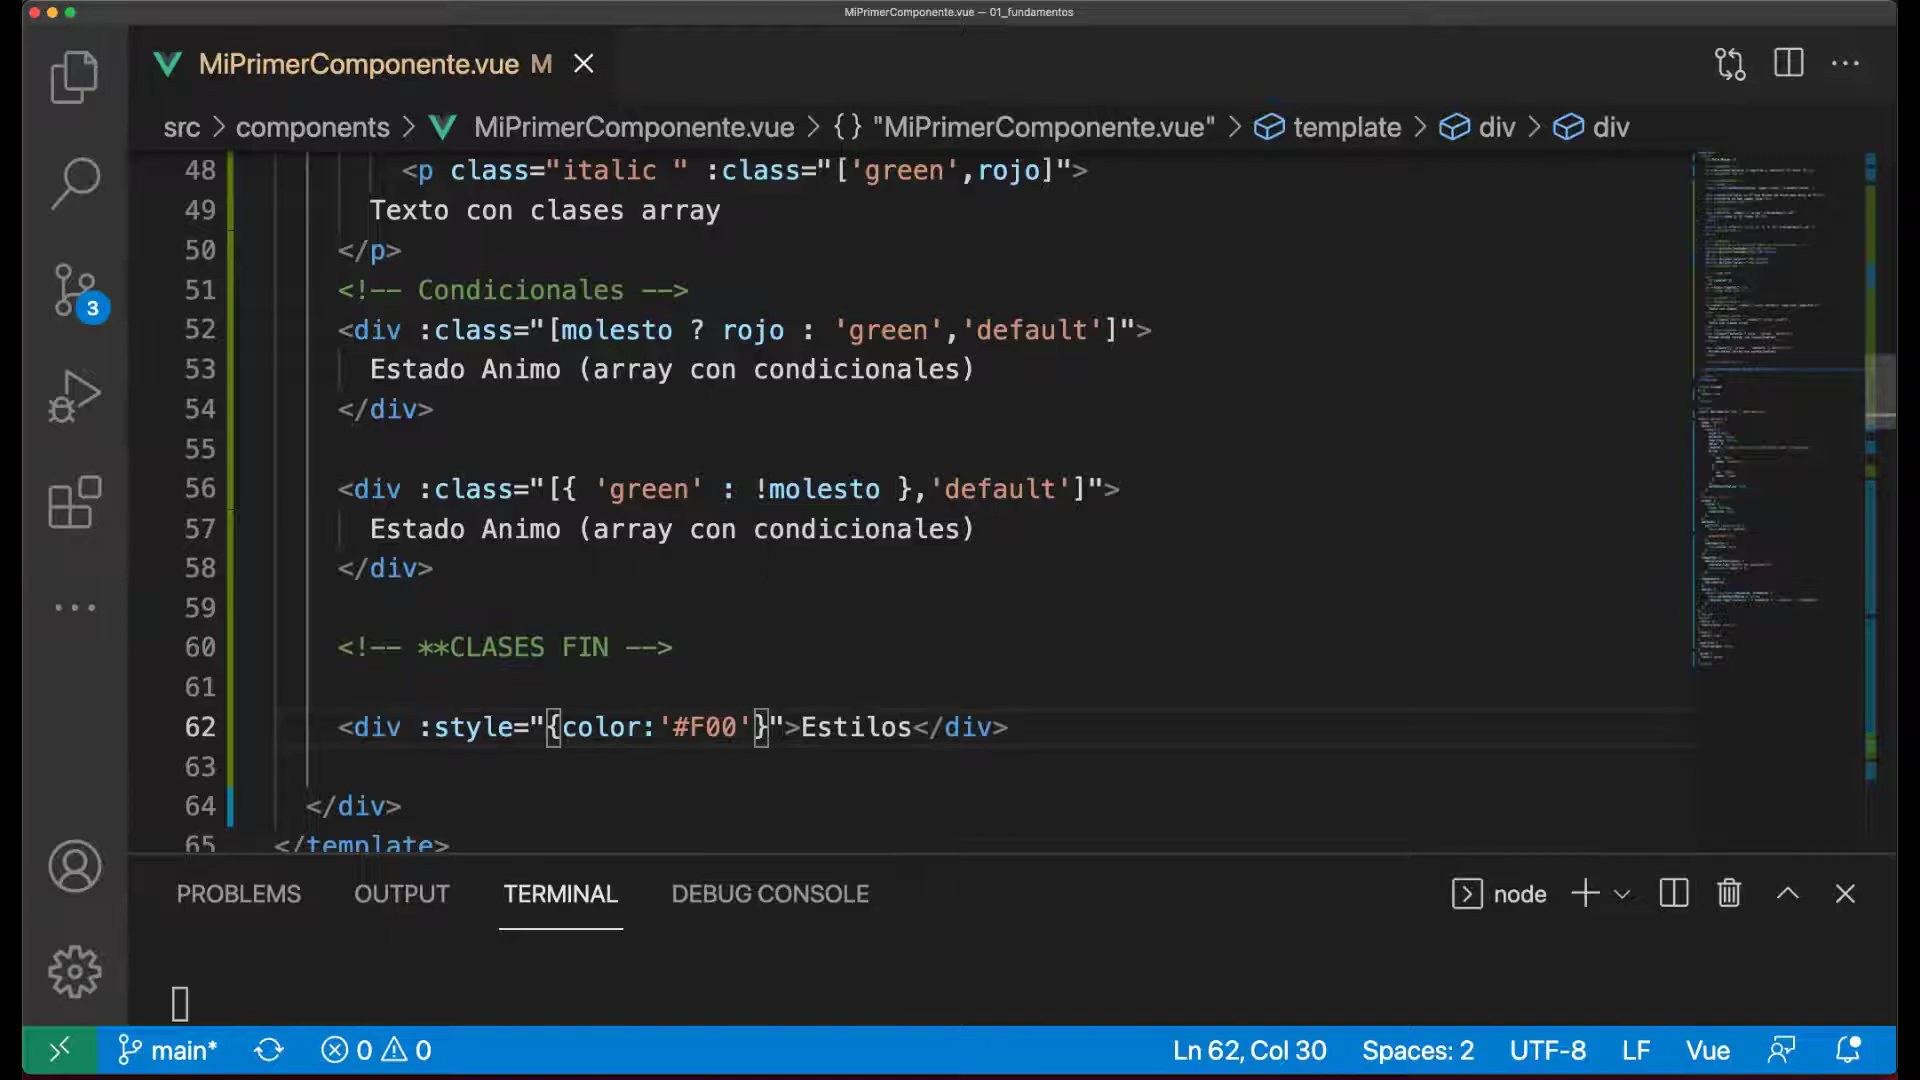 MiPrimerComponente.vue — 01_fundamentos
MiPrimerComponente.vue M
src > components > MiPrimerComponente.vue > {} "MiPrimerComponente.vue" > template > div > div
48 <p class="italic " :class="['green',rojo]">
49 Texto con clases array
50 </p>
51 <!-- Condicionales -->
52 <div :class="[molesto ? rojo : 'green','default']">
53 Estado Animo (array con condicionales)
54 </div>
55
56 <div :class="[{ 'green' : !molesto },'default']">
57 Estado Animo (array con condicionales)
58 </div>
59
60 <!-- **CLASES FIN -->
61
62 <div :style="{color:'#F00'}">Estilos</div>
63
64 </div>
65 </template>
3
PROBLEMS OUTPUT TERMINAL DEBUG CONSOLE node
main* 0 0 Ln 62, Col 30 Spaces: 2 UTF-8 LF Vue